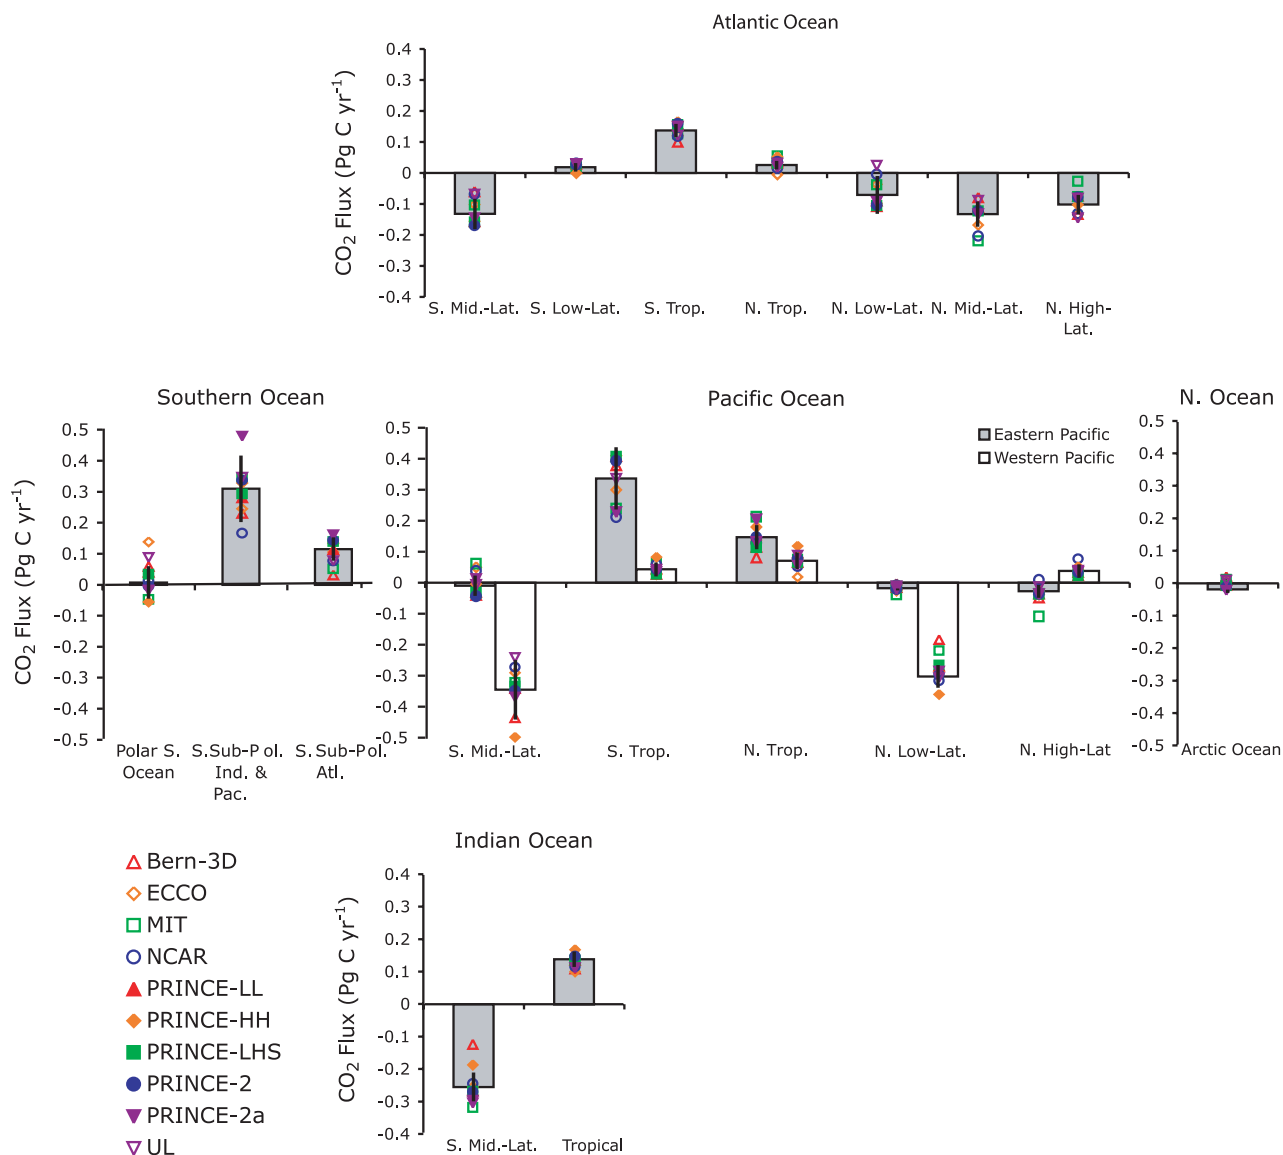 Atlantic Ocean
CO2 Flux (Pg C yr-1)
0.4
0.3
0.2
0.1
0
-0.1
-0.2
-0.3
-0.4
S. Mid.-Lat. S. Low-Lat. S. Trop. N. Trop. N. Low-Lat. N. Mid.-Lat. N. High-
Lat.
Southern Ocean
CO2 Flux (Pg C yr-1)
0.5
0.4
0.3
0.2
0.1
0
-0.1
-0.2
-0.3
-0.4
-0.5
Polar S. S.Sub-Pol. S.Sub-Pol.
Ocean Ind. & Atl.
Pac.
Pacific Ocean
0.5
0.4
0.3
0.2
0.1
0
-0.1
-0.2
-0.3
-0.4
-0.5
Eastern Pacific
Western Pacific
S. Mid.-Lat. S. Trop. N. Trop. N. Low-Lat. N. High-Lat
N. Ocean
0.5
0.4
0.3
0.2
0.1
0
-0.1
-0.2
-0.3
-0.4
-0.5
Arctic Ocean
Bern-3D
ECCO
MIT
NCAR
PRINCE-LL
PRINCE-HH
PRINCE-LHS
PRINCE-2
PRINCE-2a
UL
Indian Ocean
CO2 Flux (Pg C yr-1)
0.4
0.3
0.2
0.1
0
-0.1
-0.2
-0.3
-0.4
S. Mid.-Lat. Tropical